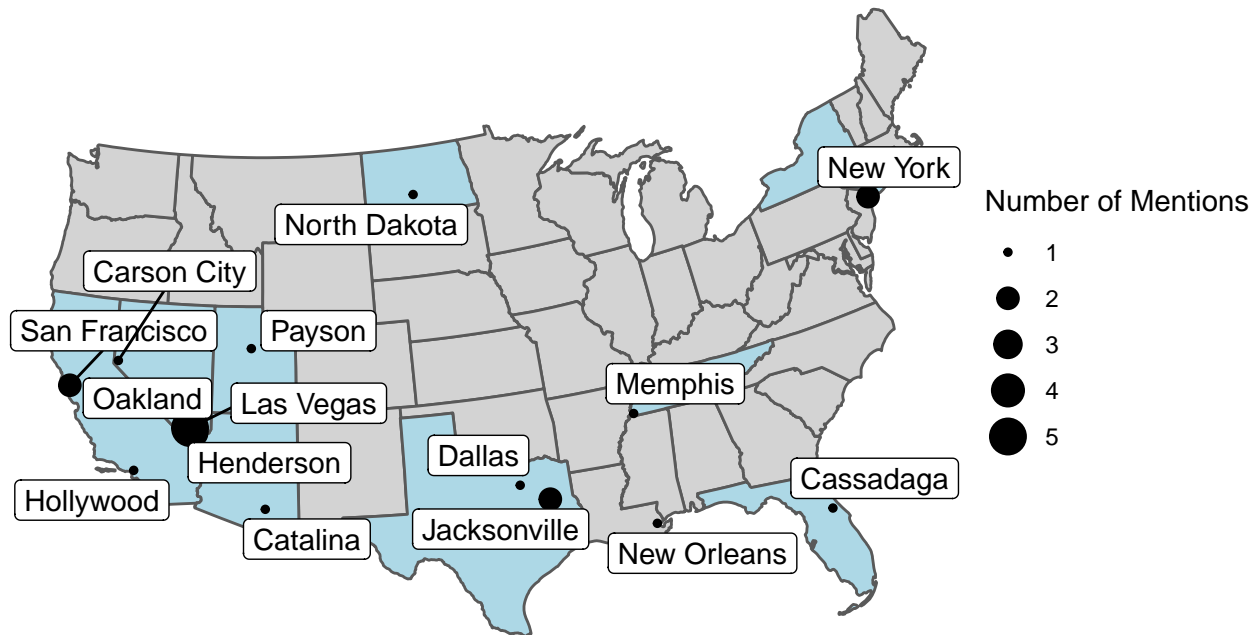 New York
North Dakota
Carson City
San Francisco
Payson
Memphis
Oakland
Las Vegas
Henderson
Dallas
Cassadaga
Hollywood
Catalina
Jacksonville
New Orleans
Number of Mentions
1
2
3
4
5